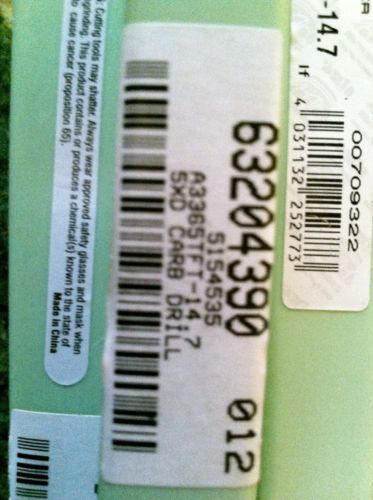 : Cutting tools may shatter. Always wear approved safety glasses and mask when
grinding. This product contains or produces a chemical(s) known to the state of
to cause cancer (proposition 65).
Made in China
63204390 012
5154535
A3365TFT-14.7
5XD CARB DRILL
-14.7
If
4 031132 252773
00709322